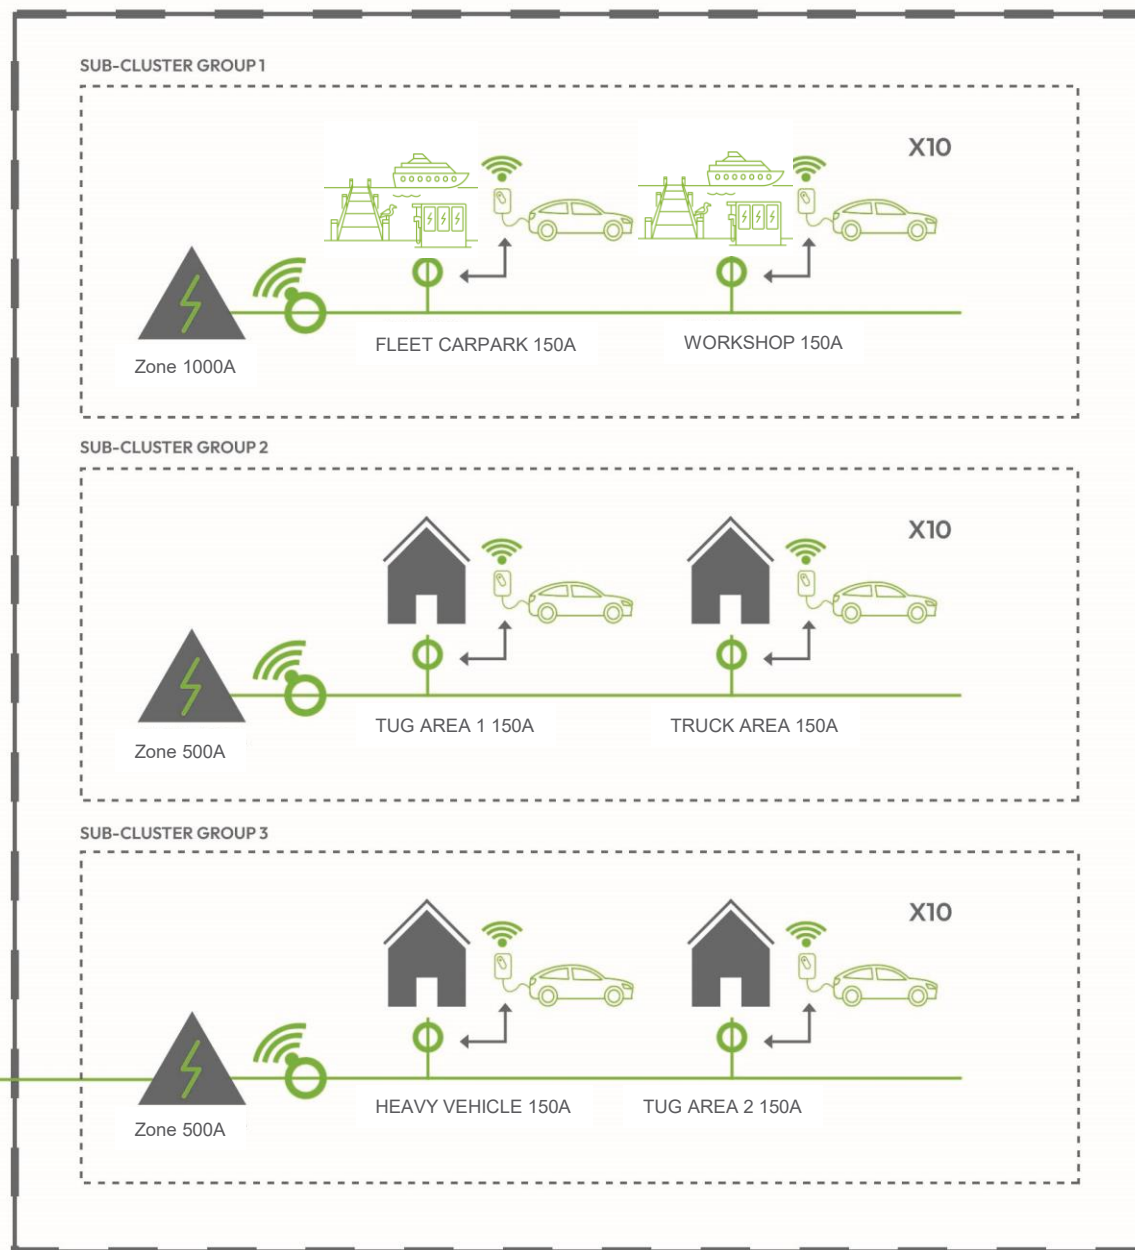 SUB-CLUSTER GROUP 1
X10
FLEET CARPARK 150A
WORKSHOP 150A
Zone 1000A
SUB-CLUSTER GROUP 2
X10
TUG AREA 1 150A
TRUCK AREA 150A
Zone 500A
SUB-CLUSTER GROUP 3
X10
HEAVY VEHICLE 150A
TUG AREA 2 150A
Zone 500A